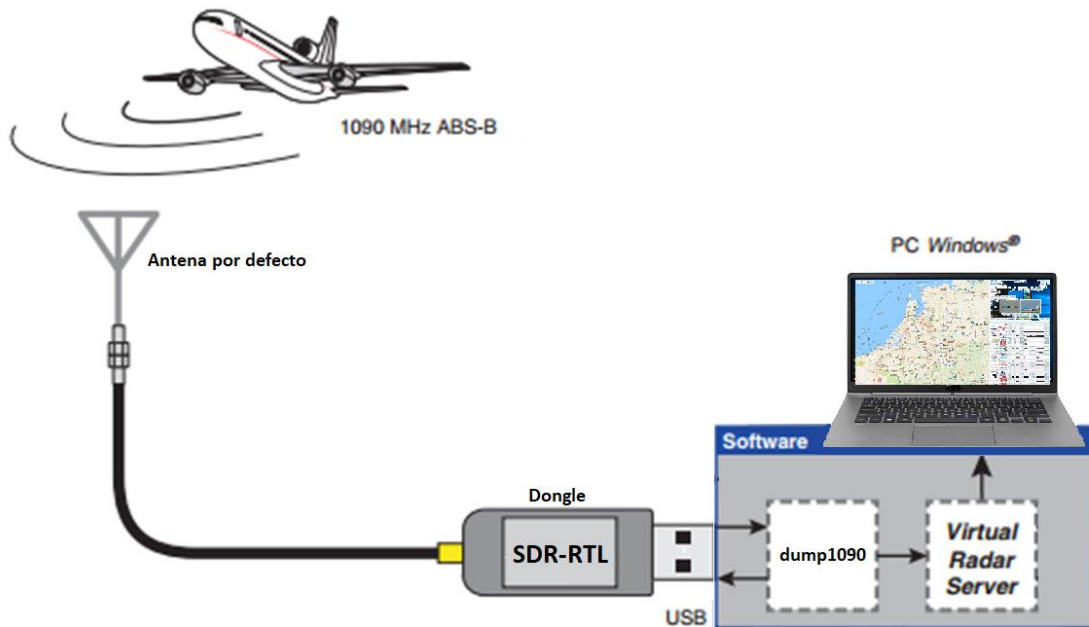 1090 MHz ABS-B
Antena por defecto
PC Windows®
Software
Dongle
SDR-RTL
USB
dump1090
Virtual
Radar
Server